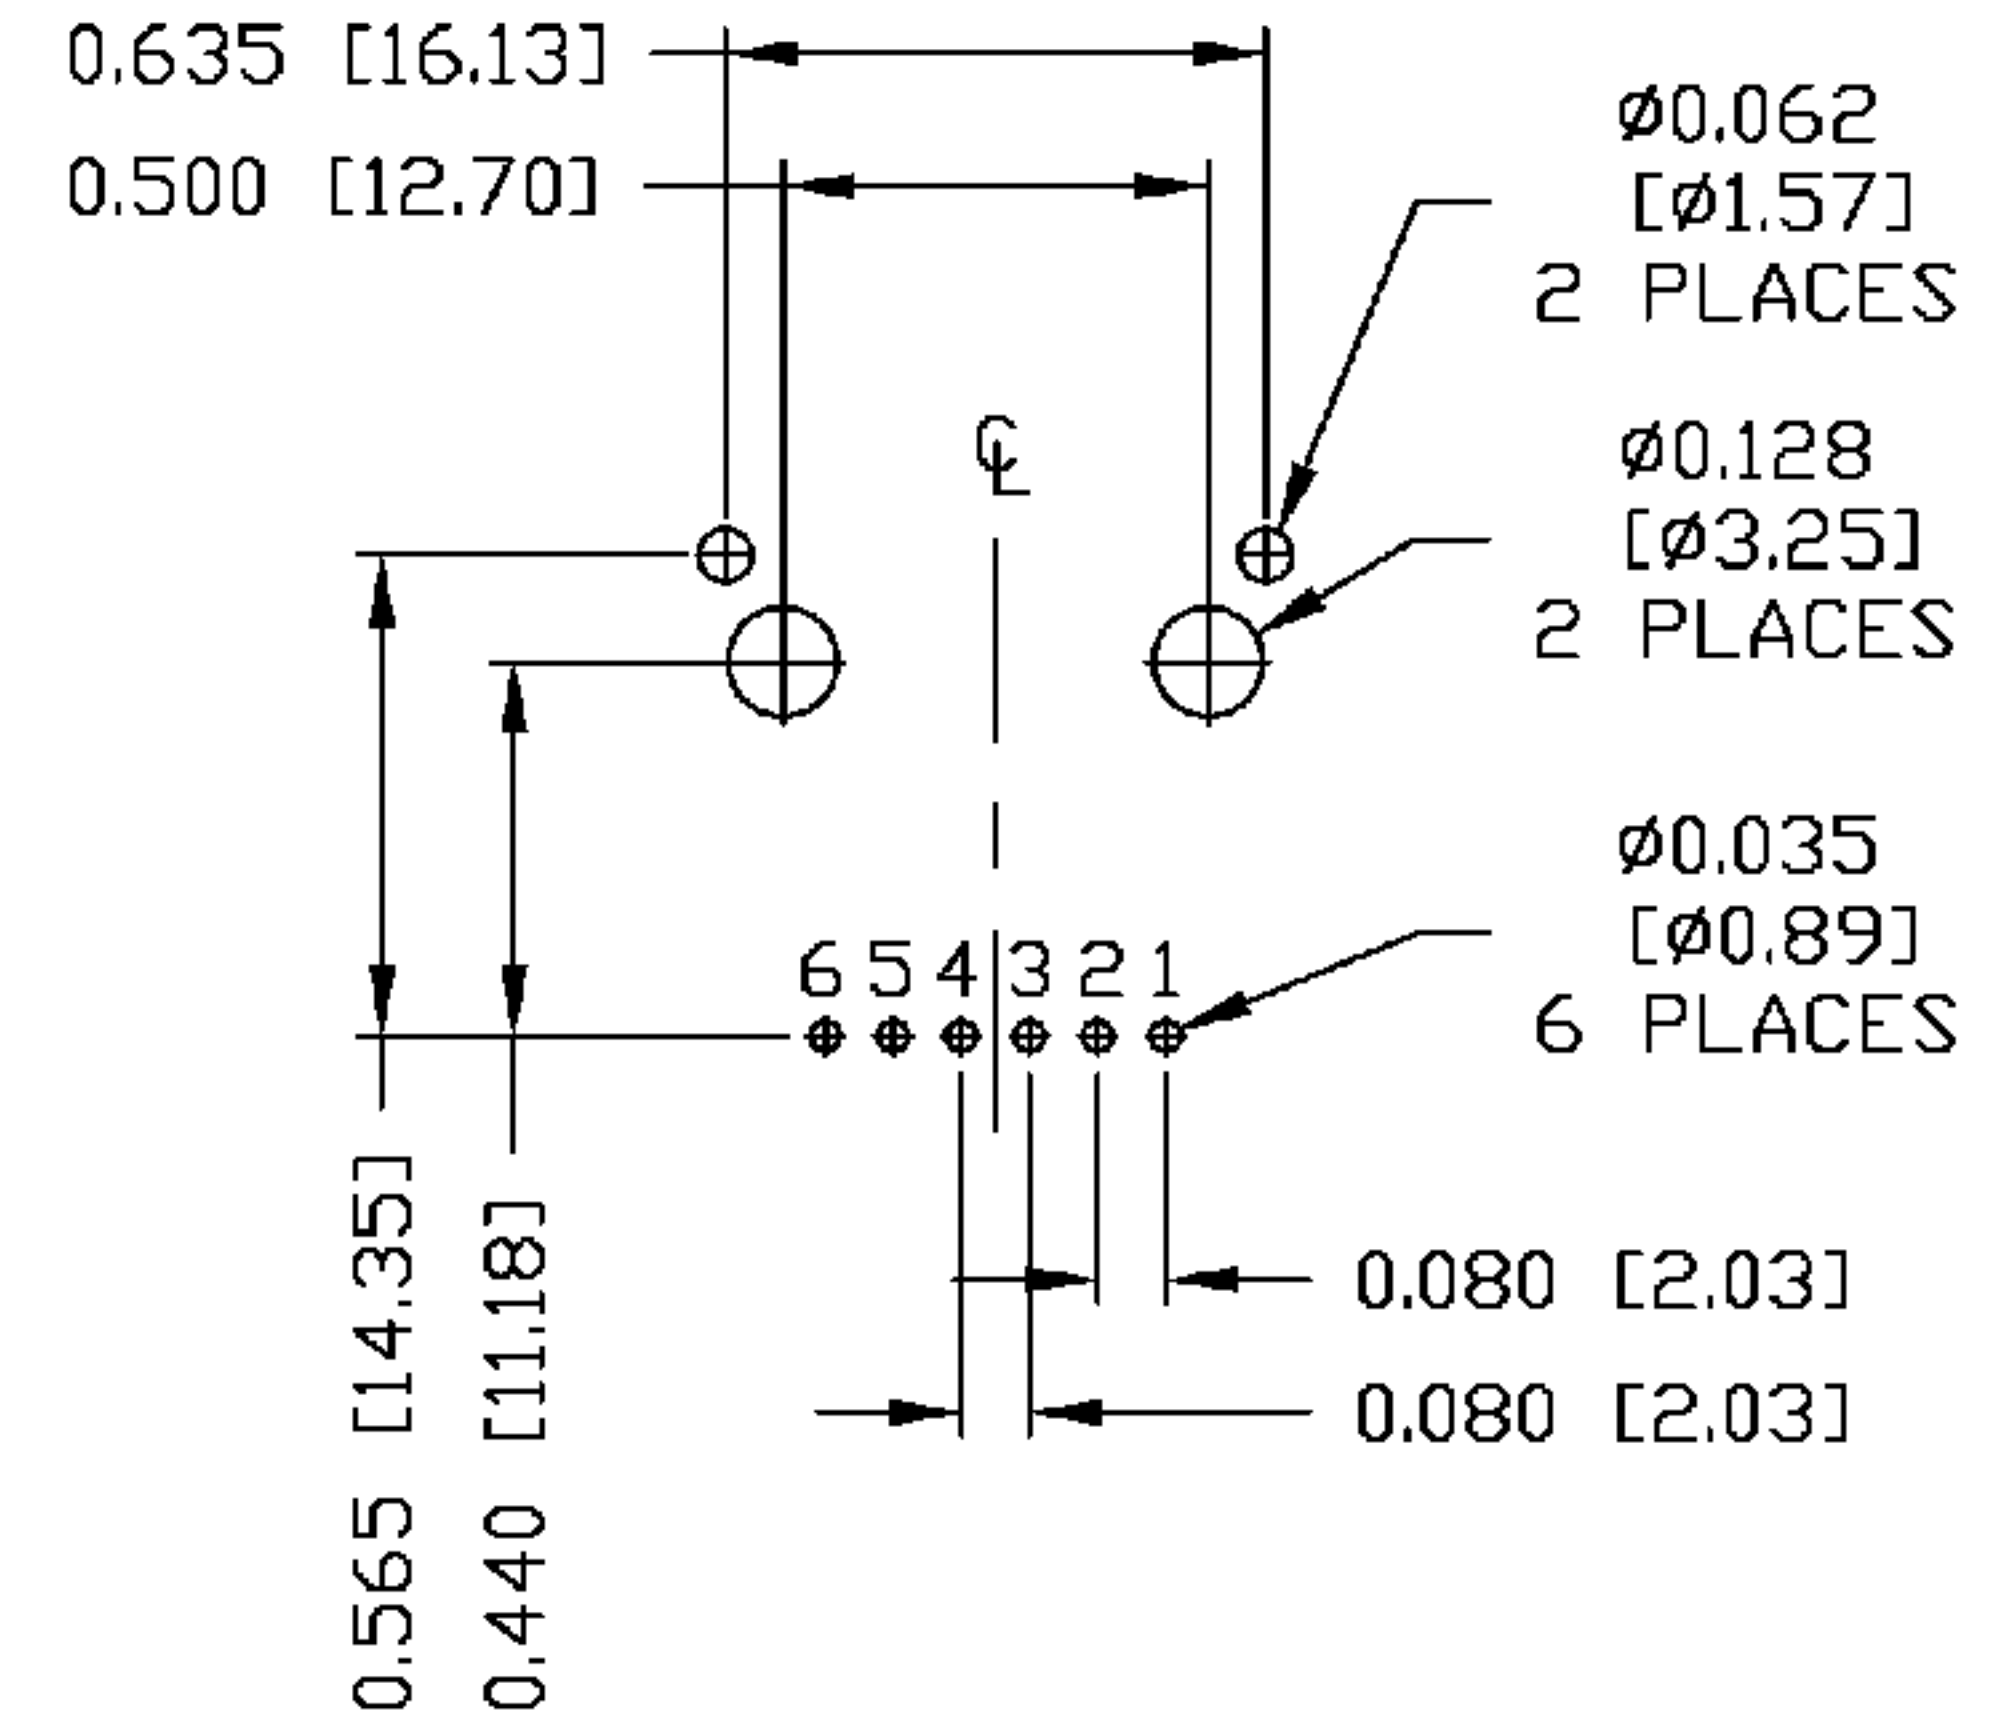 0.635 [16.13]
0.500 [12.70]
Ø0.062
[Ø1.57]
2 PLACES
℄
Ø0.128
[Ø3.25]
2 PLACES
Ø0.035
[Ø0.89]
6 PLACES
6 5 4 3 2 1
0.080 [2.03]
0.080 [2.03]
0.565 [14.35]
0.440 [11.18]